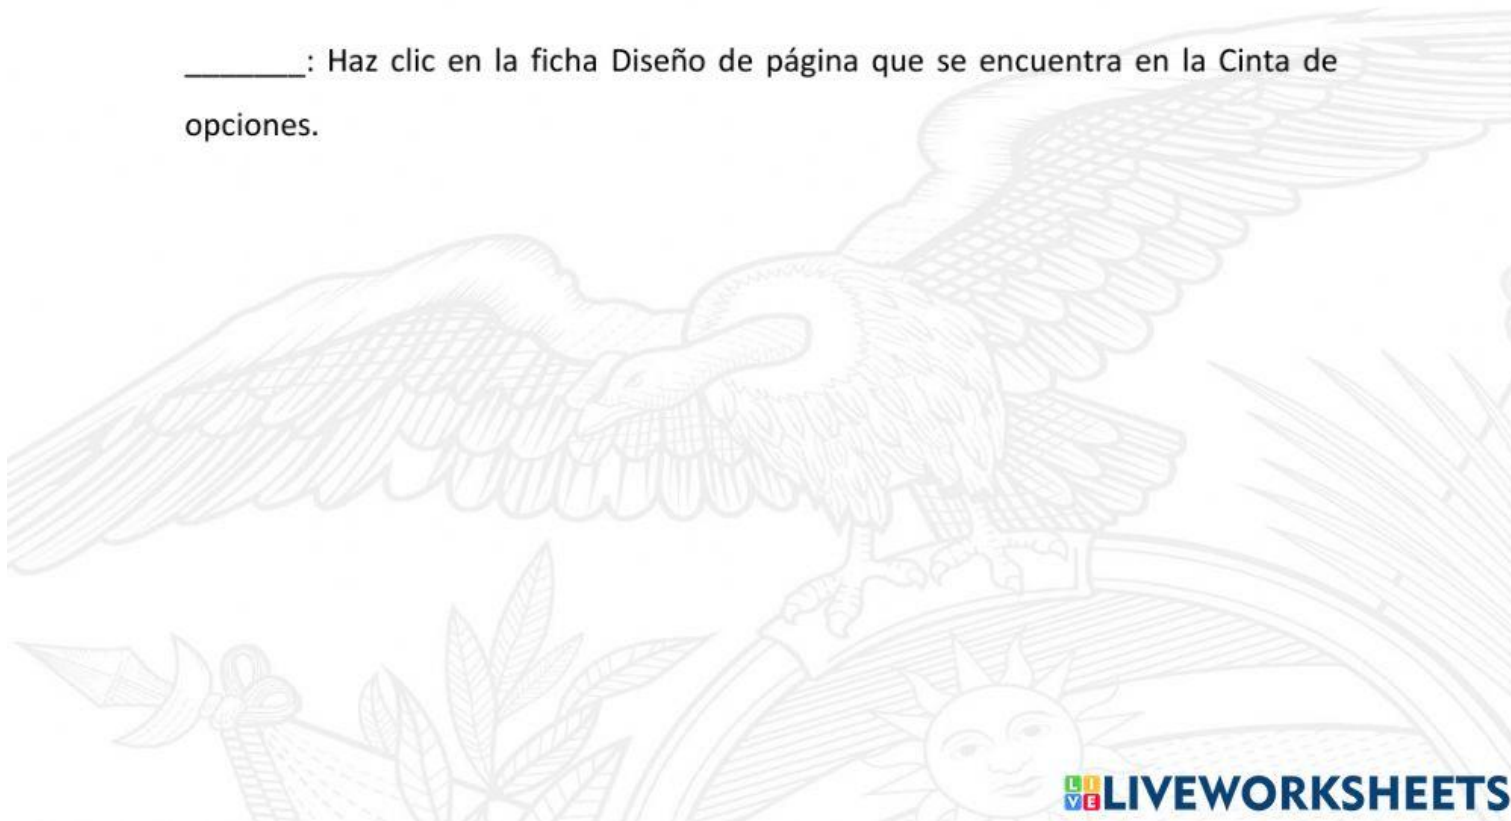 _______: Haz clic en la ficha Diseño de página que se encuentra en la Cinta de
opciones.
LIVEWORKSHEETS